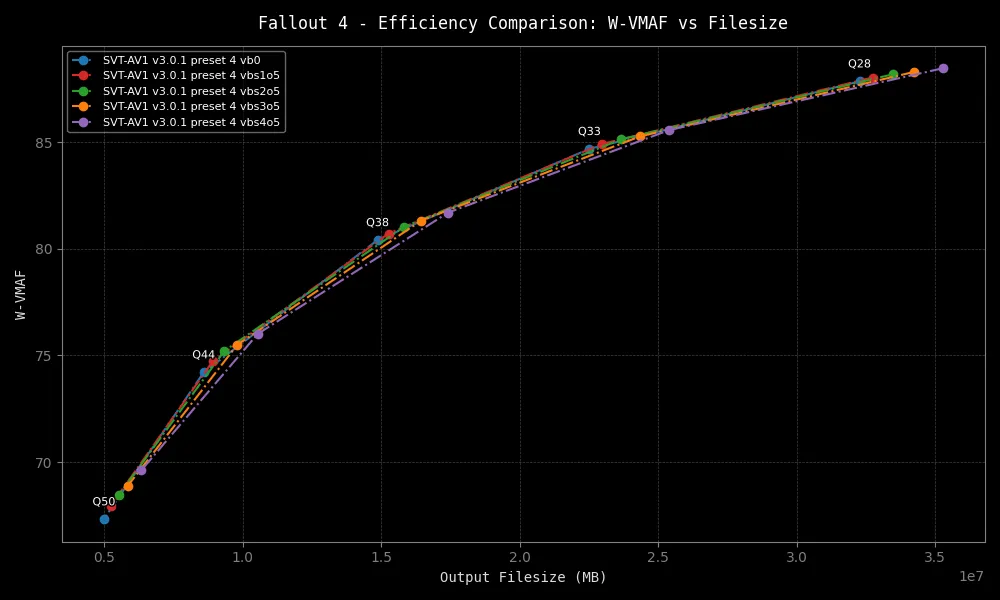 Fallout 4 - Efficiency Comparison: W-VMAF vs Filesize
SVT-AV1 v3.0.1 preset 4 vb0
SVT-AV1 v3.0.1 preset 4 vbs1o5
SVT-AV1 v3.0.1 preset 4 vbs2o5
SVT-AV1 v3.0.1 preset 4 vbs3o5
SVT-AV1 v3.0.1 preset 4 vbs4o5
Q28
Q33
Q38
Q44
Q50
85
80
75
70
W-VMAF
0.5 1.0 1.5 2.0 2.5 3.0 3.5
1e7
Output Filesize (MB)